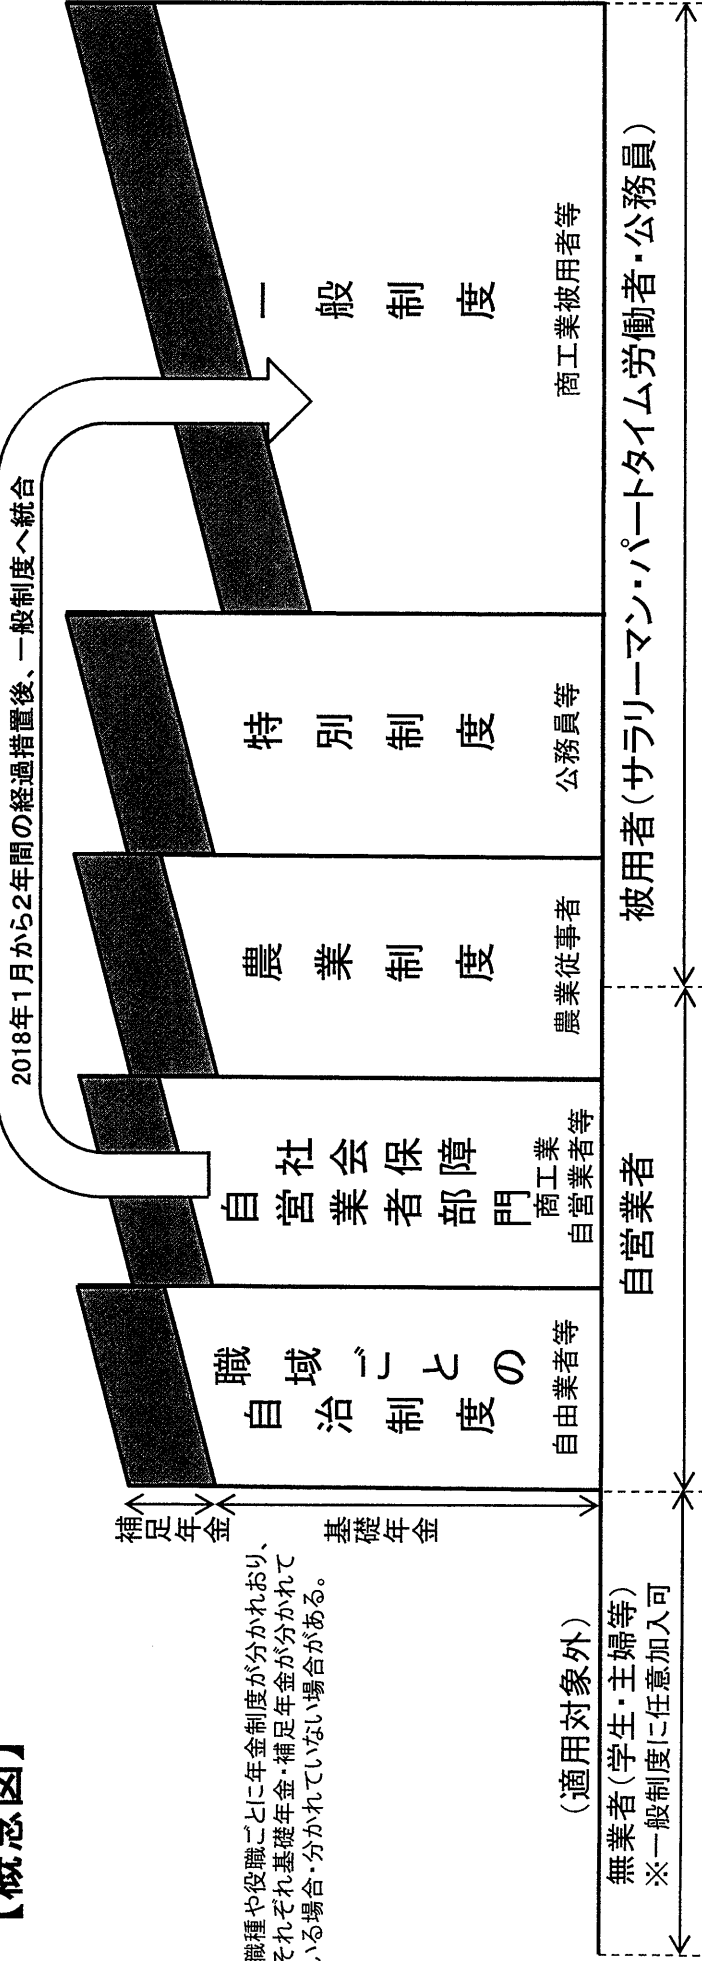 【概念図】
2018年1月から2年間の経過措置後、一般制度へ統合
職種や役職ごとに年金制度が分かれおり、
それぞれ基礎年金・補足年金が分かれて
いる場合・分かれていない場合がある。
補足年金
基礎年金
職域ごとの
自治制度
自由業者等
社会保障
自営業者部門
商工業
自営業者等
農業制度
農業従事者
特別制度
公務員等
一般制度
商工業被用者等
(適用対象外)
無業者(学生・主婦等)
※一般制度に任意加入可
自営業者
被用者(サラリーマン・パートタイム労働者・公務員)